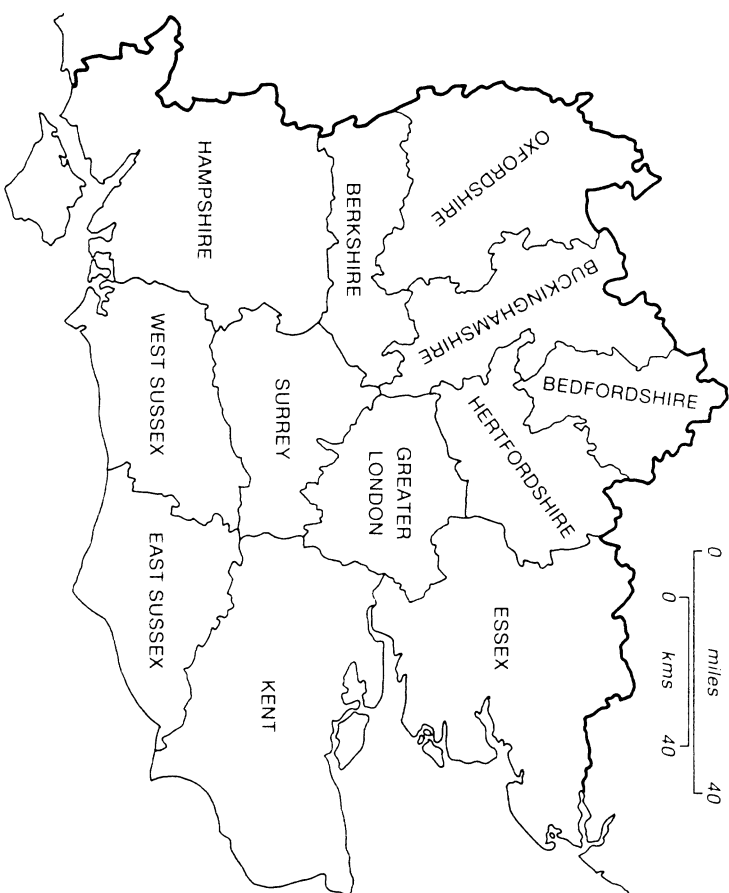 OXFORDSHIRE
BUCKINGHAMSHIRE
BEDFORDSHIRE
HERTFORDSHIRE
ESSEX
BERKSHIRE
GREATER
LONDON
HAMPSHIRE
SURREY
KENT
WEST SUSSEX
EAST SUSSEX
0 miles 40
0 kms 40